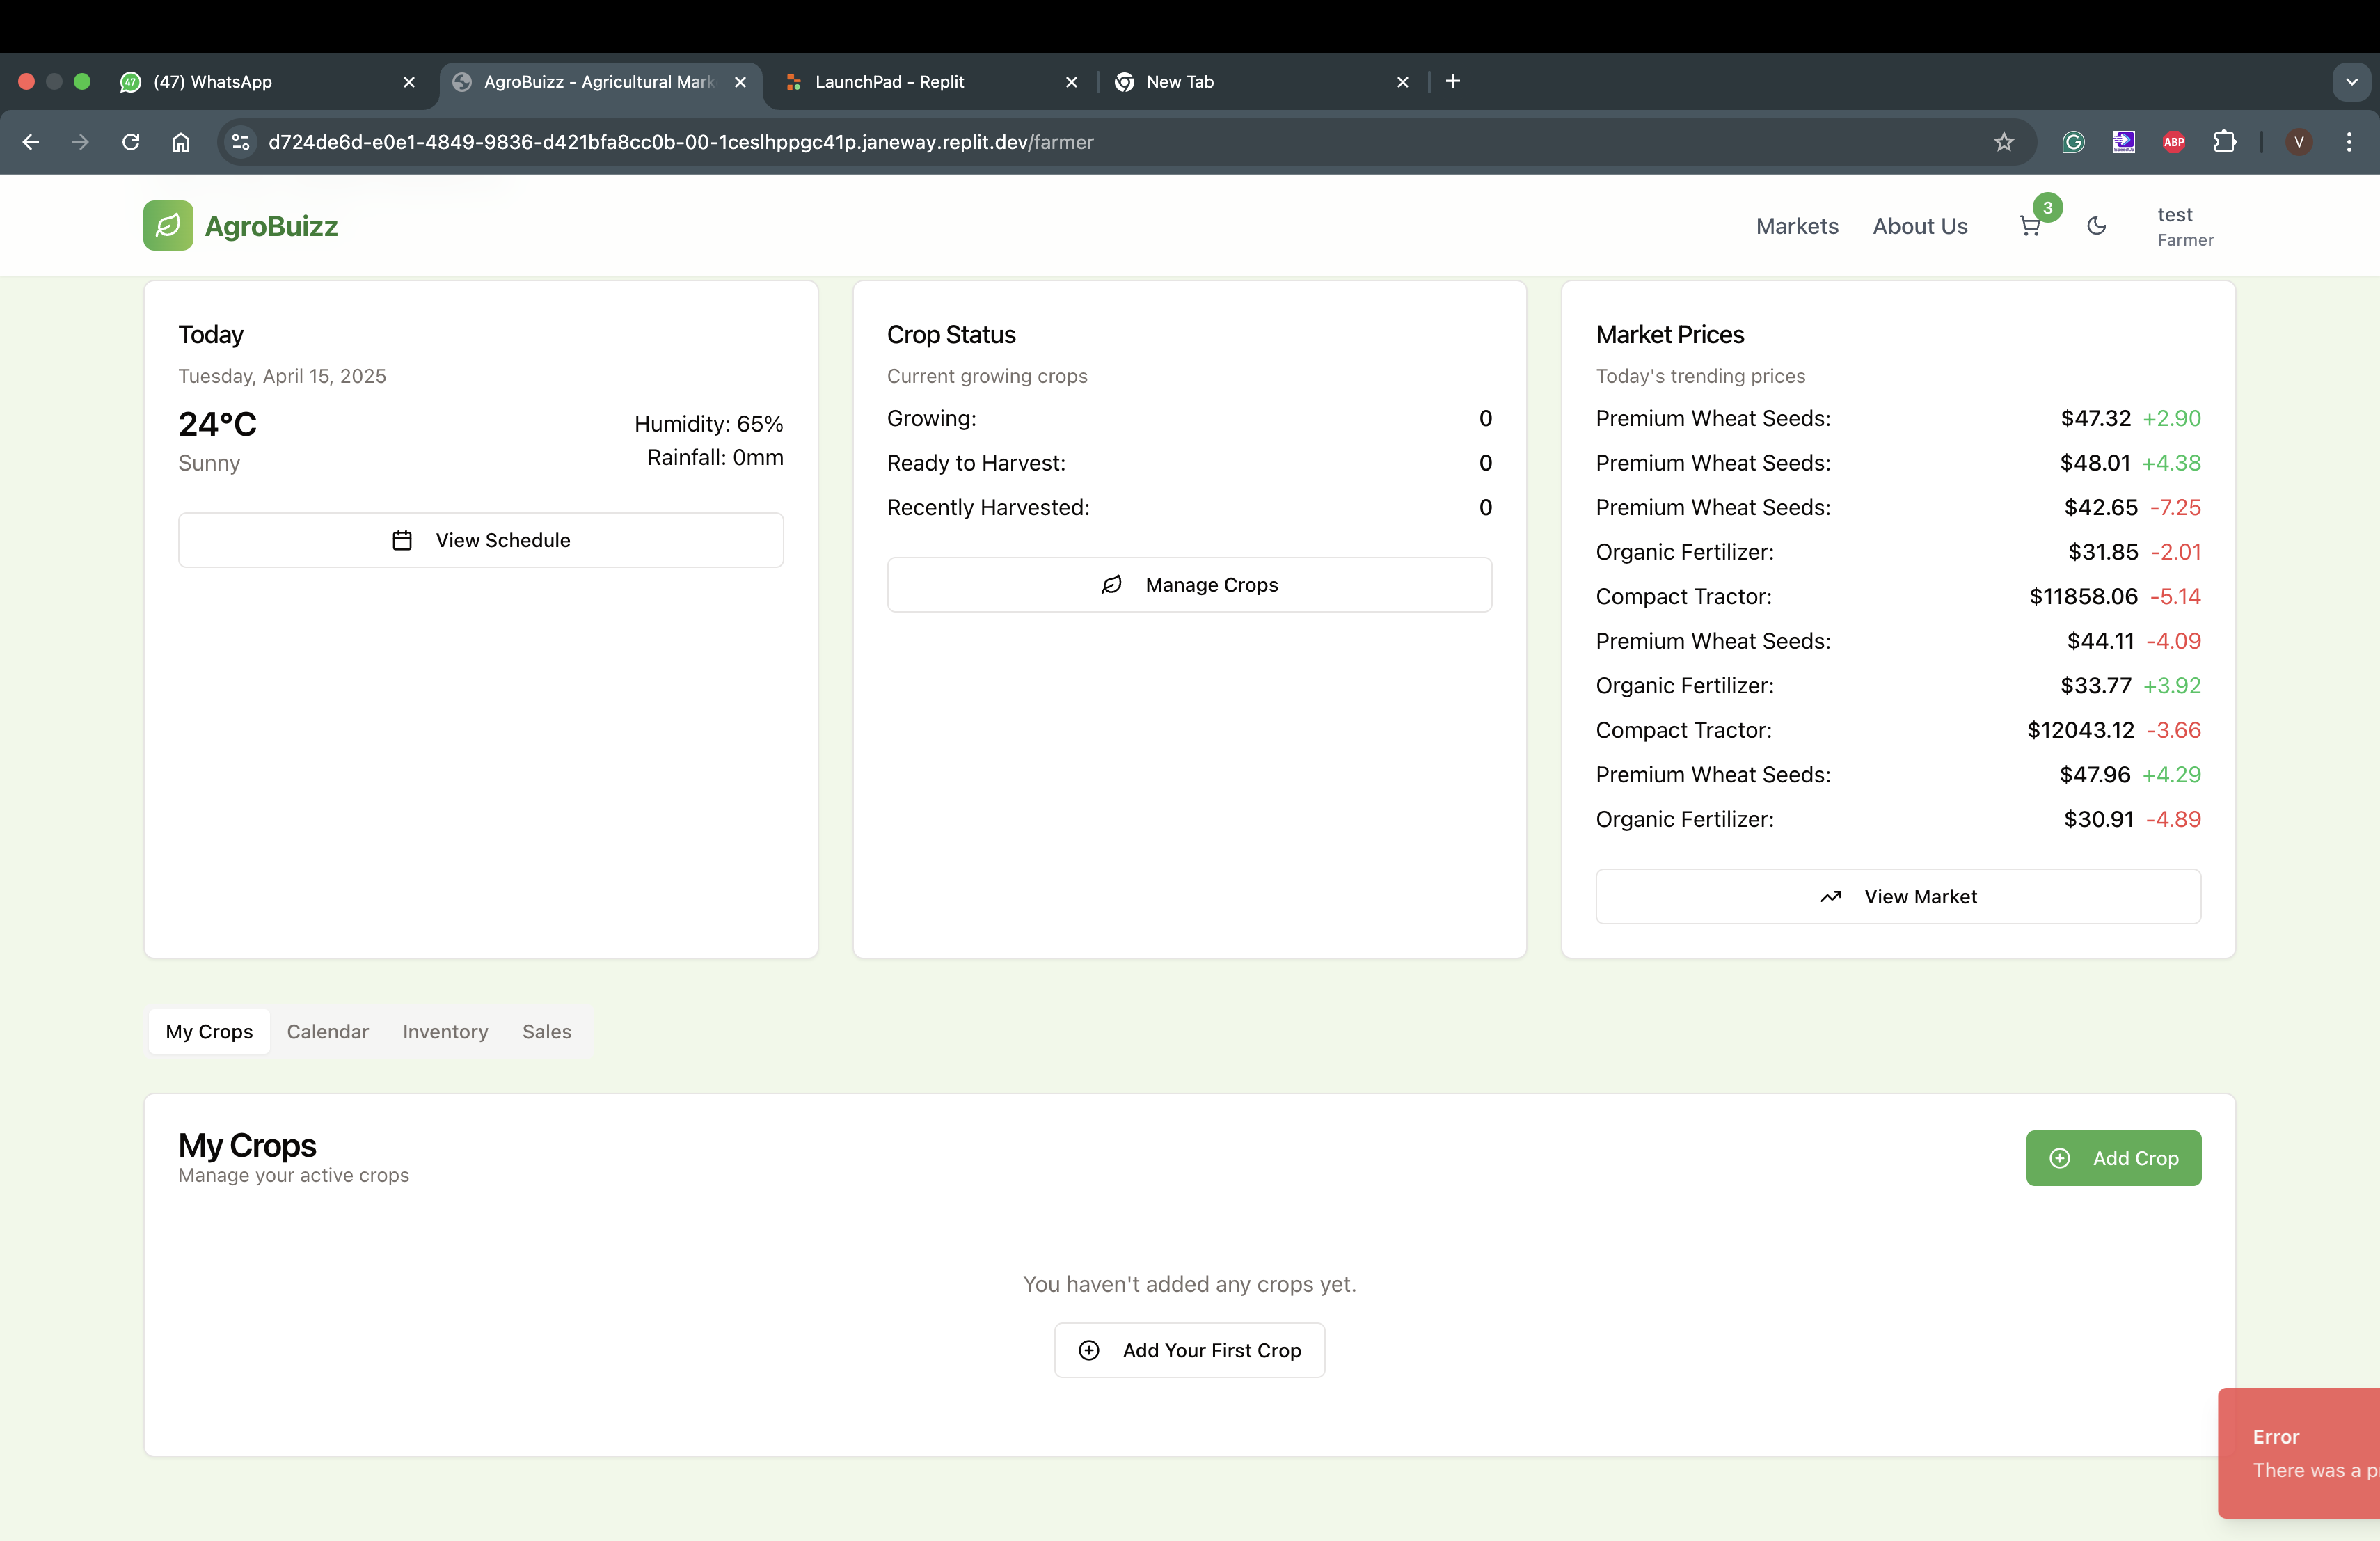 (47) WhatsApp
AgroBuizz - Agricultural Mark
LaunchPad - Replit
New Tab
d724de6d-e0e1-4849-9836-d421bfa8cc0b-00-1ceslhppgc41p.janeway.replit.dev/farmer
ABP
V
AgroBuizz
Markets
About Us
3
test
Farmer
Today
Tuesday, April 15, 2025
24°C
Sunny
Humidity: 65%
Rainfall: 0mm
View Schedule
Crop Status
Current growing crops
Growing: 0
Ready to Harvest: 0
Recently Harvested: 0
Manage Crops
Market Prices
Today's trending prices
Premium Wheat Seeds: $47.32 +2.90
Premium Wheat Seeds: $48.01 +4.38
Premium Wheat Seeds: $42.65 -7.25
Organic Fertilizer: $31.85 -2.01
Compact Tractor: $11858.06 -5.14
Premium Wheat Seeds: $44.11 -4.09
Organic Fertilizer: $33.77 +3.92
Compact Tractor: $12043.12 -3.66
Premium Wheat Seeds: $47.96 +4.29
Organic Fertilizer: $30.91 -4.89
View Market
My Crops Calendar Inventory Sales
My Crops
Manage your active crops
Add Crop
You haven't added any crops yet.
Add Your First Crop
Error
There was a p